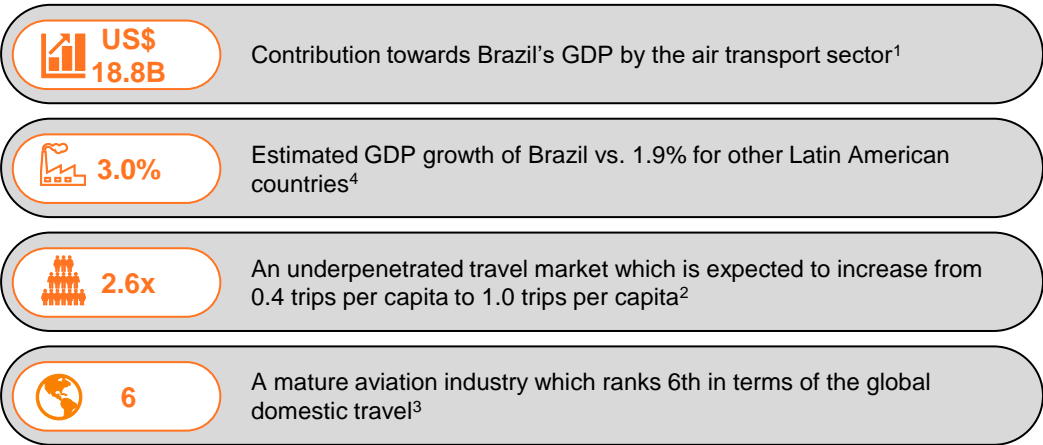 US$
18.8B
Contribution towards Brazil's GDP by the air transport sector¹
3.0%
Estimated GDP growth of Brazil vs. 1.9% for other Latin American
countries⁴
2.6x
An underpenetrated travel market which is expected to increase from
0.4 trips per capita to 1.0 trips per capita²
6
A mature aviation industry which ranks 6th in terms of the global
domestic travel³